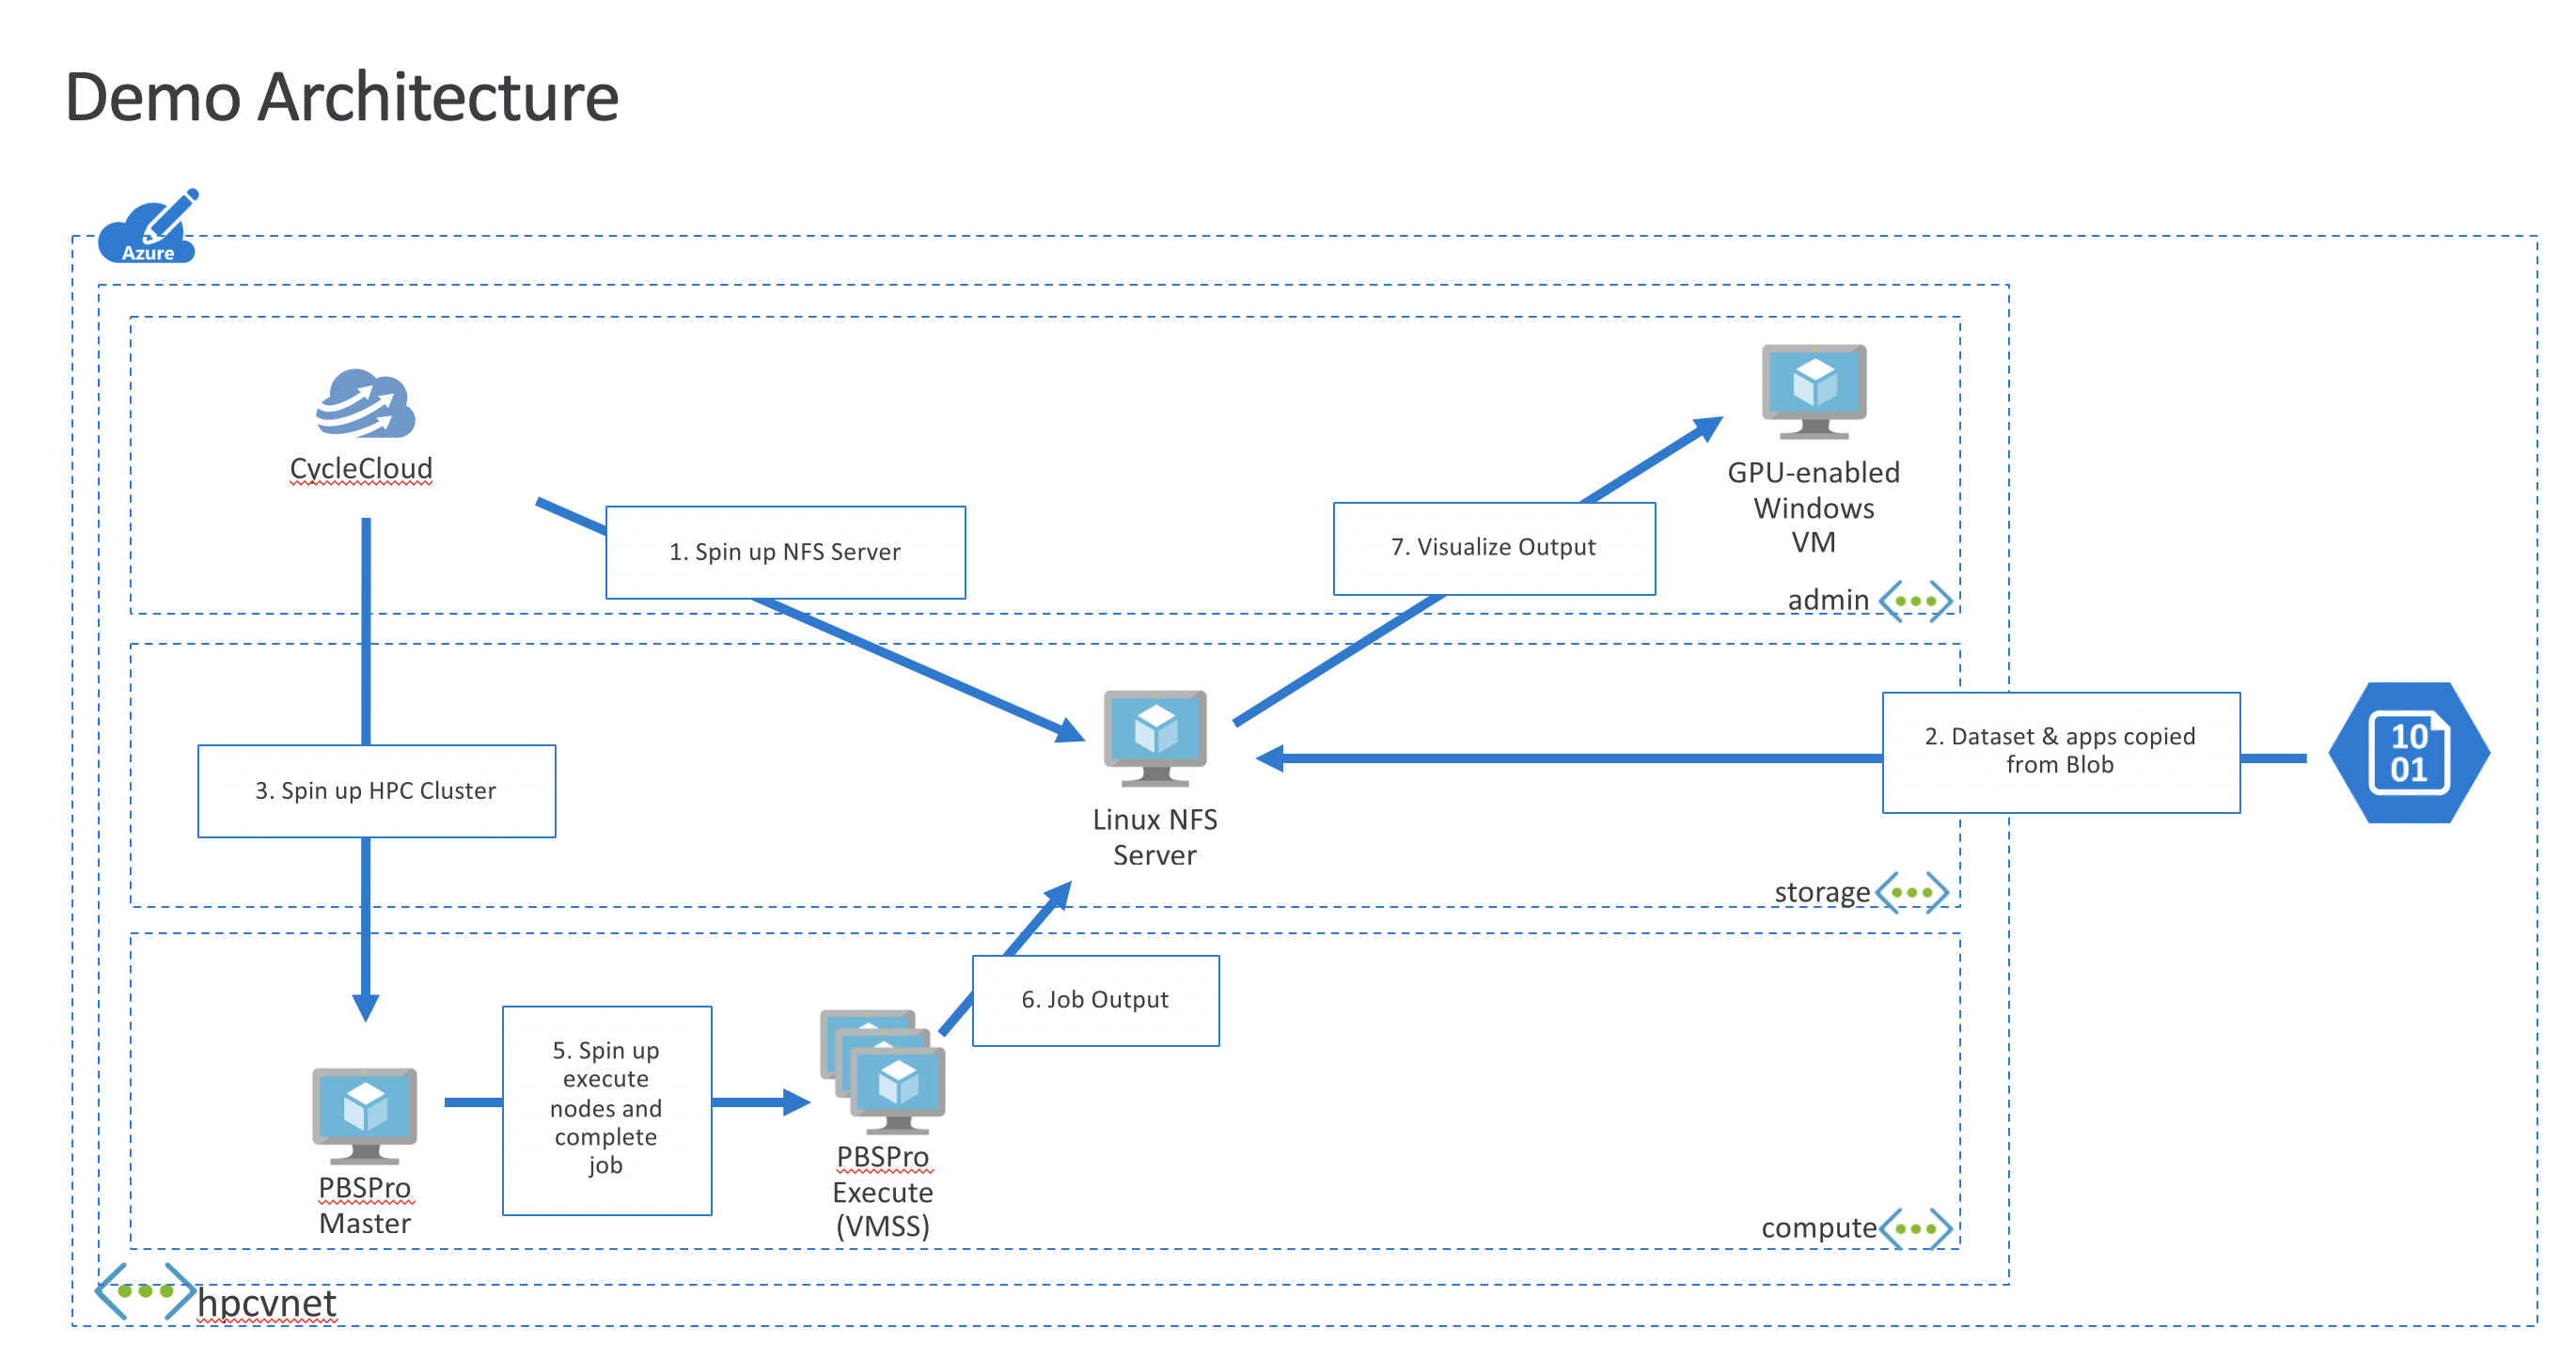 Demo Architecture
Azure
CycleCloud
GPU-enabled
Windows
VM
1. Spin up NFS Server
7. Visualize Output
admin
2. Dataset & apps copied
from Blob
10
01
3. Spin up HPC Cluster
Linux NFS
Server
storage
6. Job Output
5. Spin up
execute
nodes and
complete
job
PBSPro
Master
PBSPro
Execute
(VMSS)
compute
hpcvnet